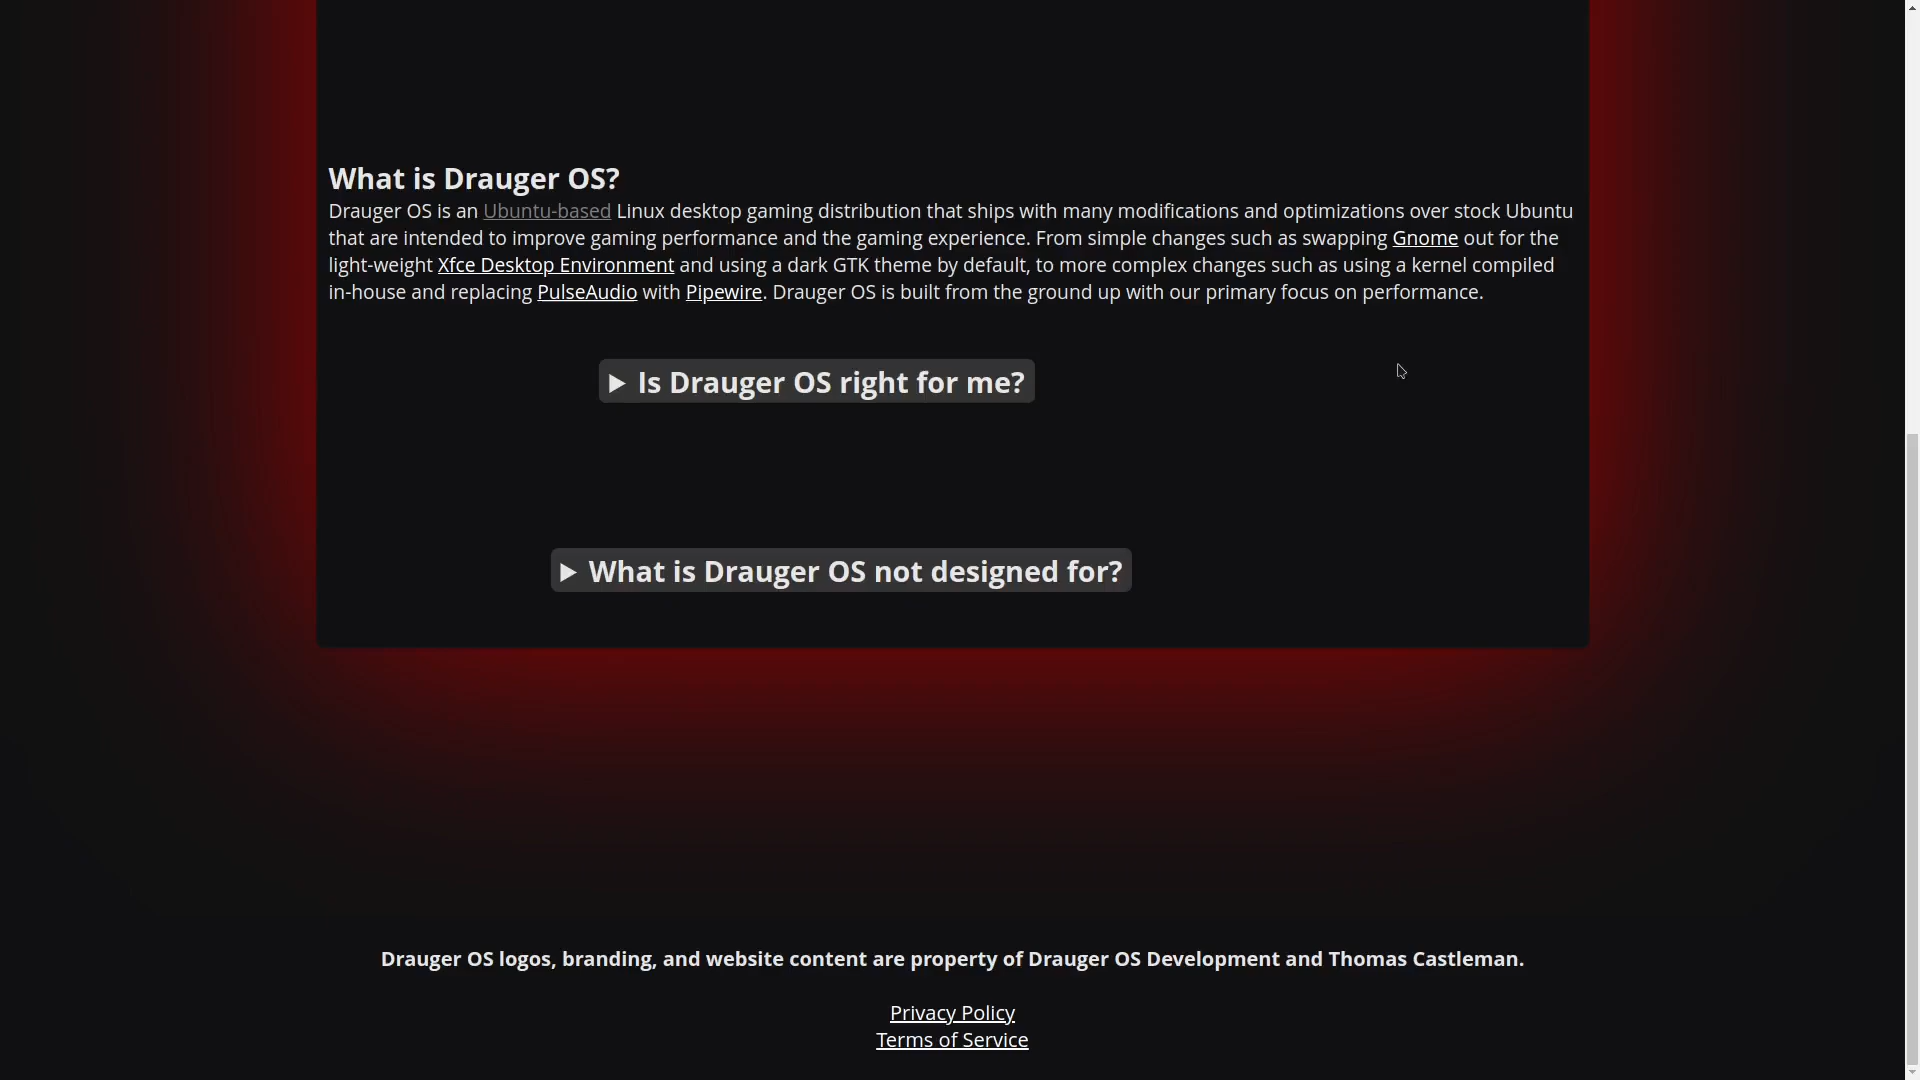 What is Drauger OS?
Drauger OS is an Ubuntu-based Linux desktop gaming distribution that ships with many modifications and optimizations over stock Ubuntu
that are intended to improve gaming performance and the gaming experience. From simple changes such as swapping Gnome out for the
light-weight Xfce Desktop Environment and using a dark GTK theme by default, to more complex changes such as using a kernel compiled
in-house and replacing PulseAudio with Pipewire. Drauger OS is built from the ground up with our primary focus on performance.
▶ Is Drauger OS right for me?
▶ What is Drauger OS not designed for?
Drauger OS logos, branding, and website content are property of Drauger OS Development and Thomas Castleman.
Privacy Policy
Terms of Service